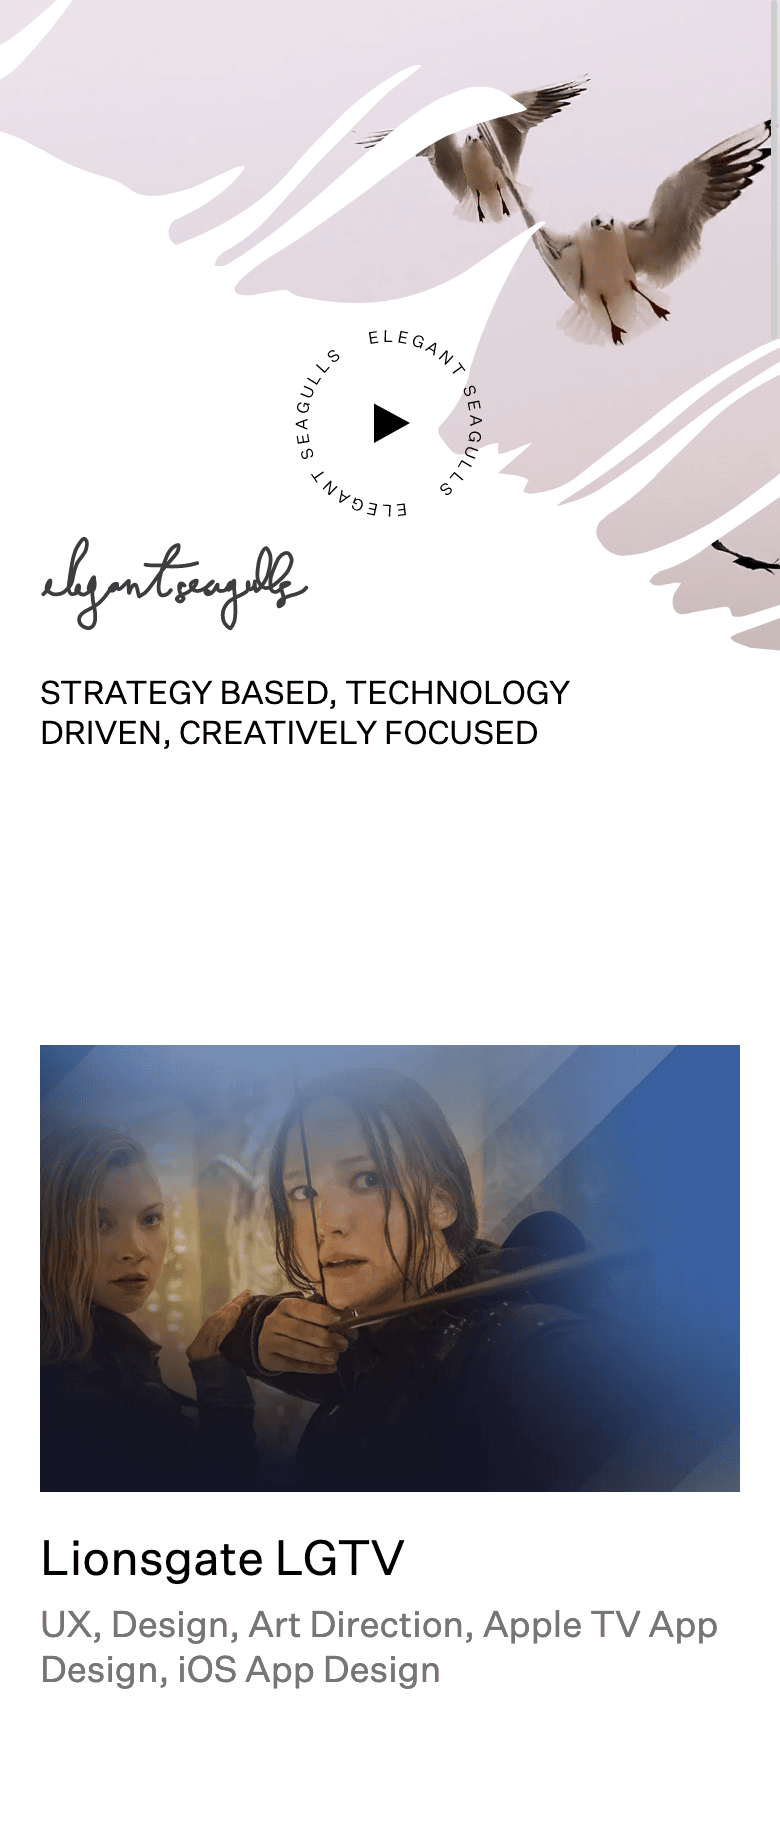 ELEGANT SEAGULLS
ELEGANT SEAGULLS
elegantseagulls
STRATEGY BASED, TECHNOLOGY
DRIVEN, CREATIVELY FOCUSED
Lionsgate LGTV
UX, Design, Art Direction, Apple TV App
Design, iOS App Design